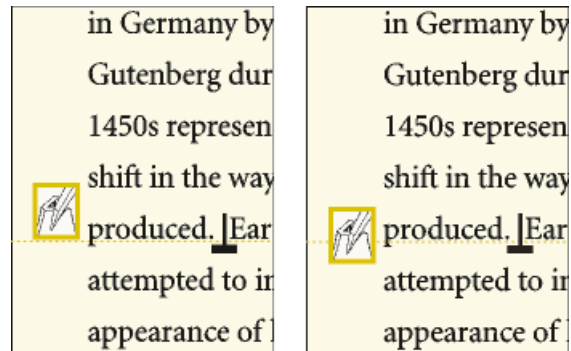 in Germany by
Gutenberg dur
1450s represen
shift in the way
produced. Ear
attempted to in
appearance of
in Germany by
Gutenberg dur
1450s represen
shift in the way
produced. Ear
attempted to in
appearance of